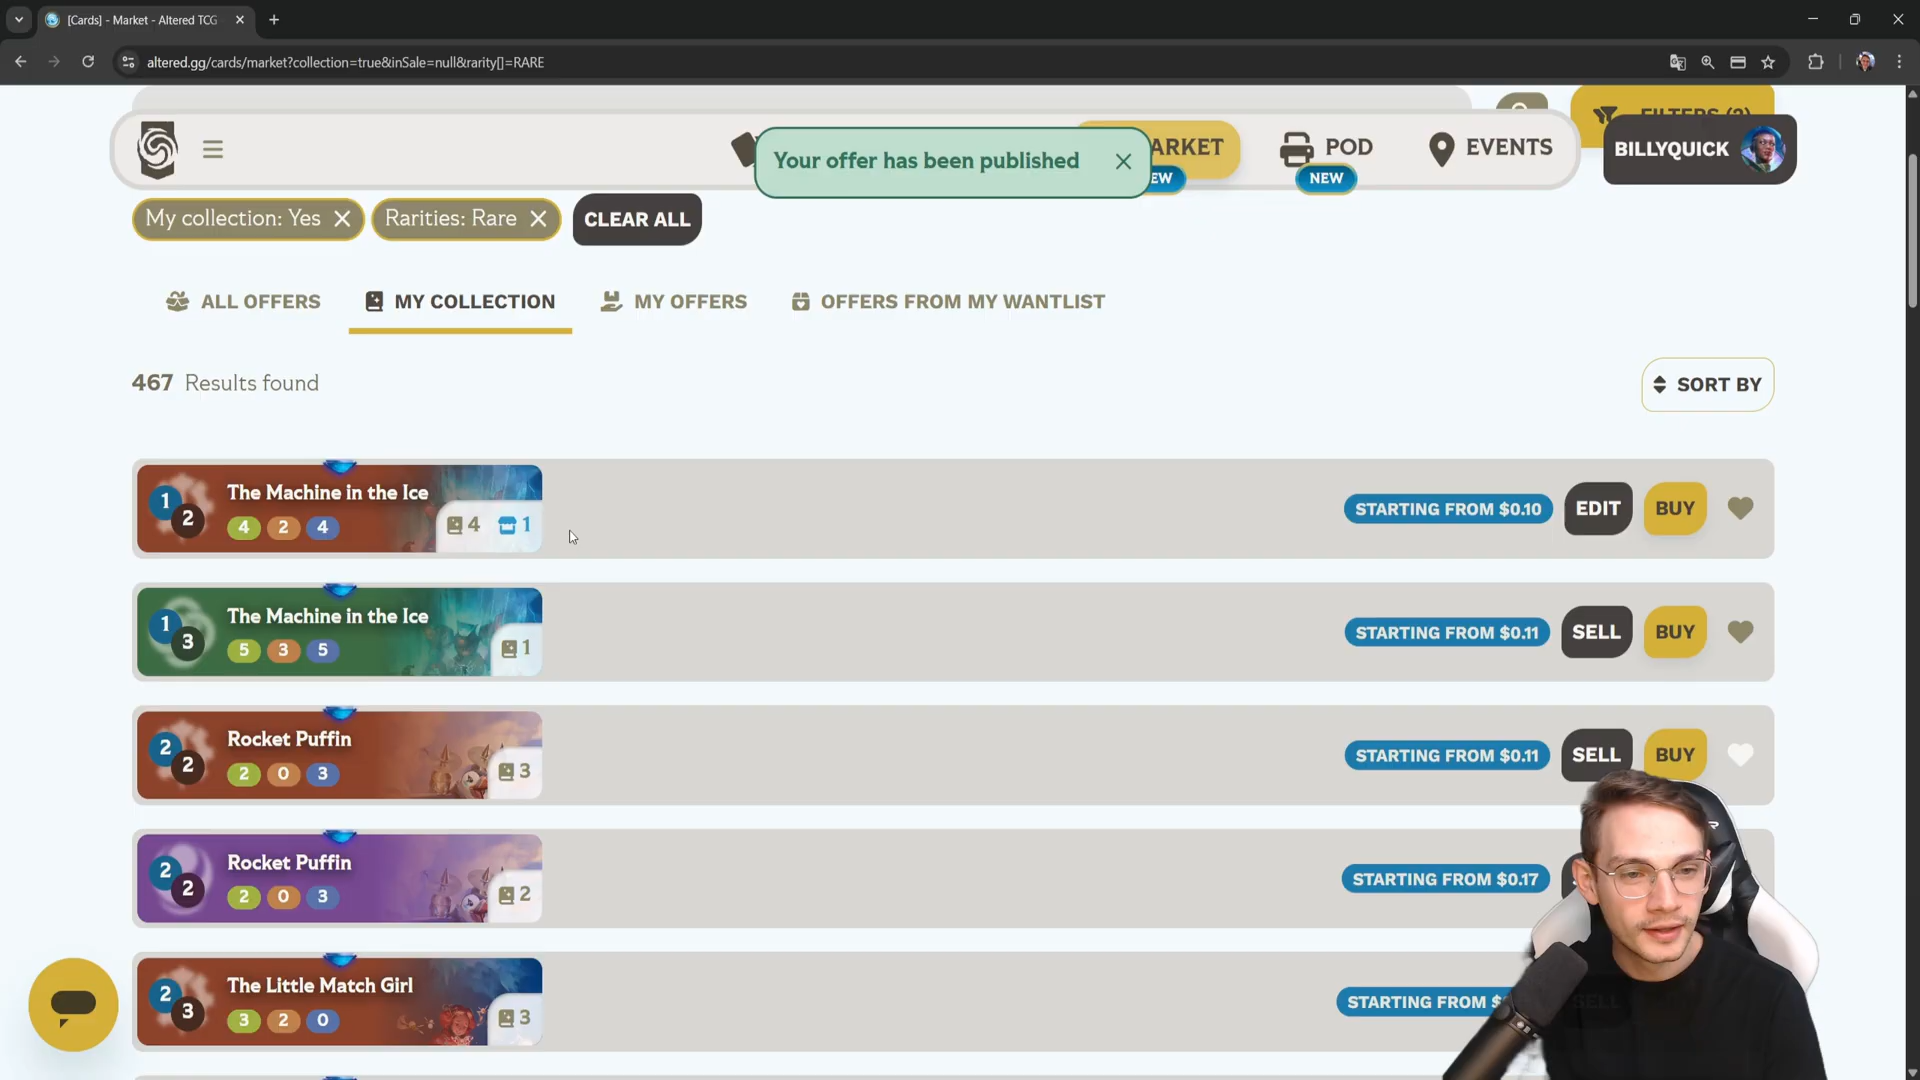 [Cards] - Market - Altered TCG
altered.gg/cards/market?collection=true&inSale=null&rarity[]=RARE
FILTERS (2)
POD
NEW
EVENTS
BILLYQUICK
Your offer has been published
My collection: Yes
Rarities: Rare
CLEAR ALL
ALL OFFERS
MY COLLECTION
MY OFFERS
OFFERS FROM MY WANTLIST
467 Results found
SORT BY
1 2 The Machine in the Ice
4 2 4
4 1
STARTING FROM $0.10
EDIT
BUY
1 3 The Machine in the Ice
5 3 5
1
STARTING FROM $0.11
SELL
BUY
2 2 Rocket Puffin
2 0 3
3
STARTING FROM $0.11
SELL
BUY
2 2 Rocket Puffin
2 0 3
2
STARTING FROM $0.17
2 3 The Little Match Girl
3 2 0
3
STARTING FROM